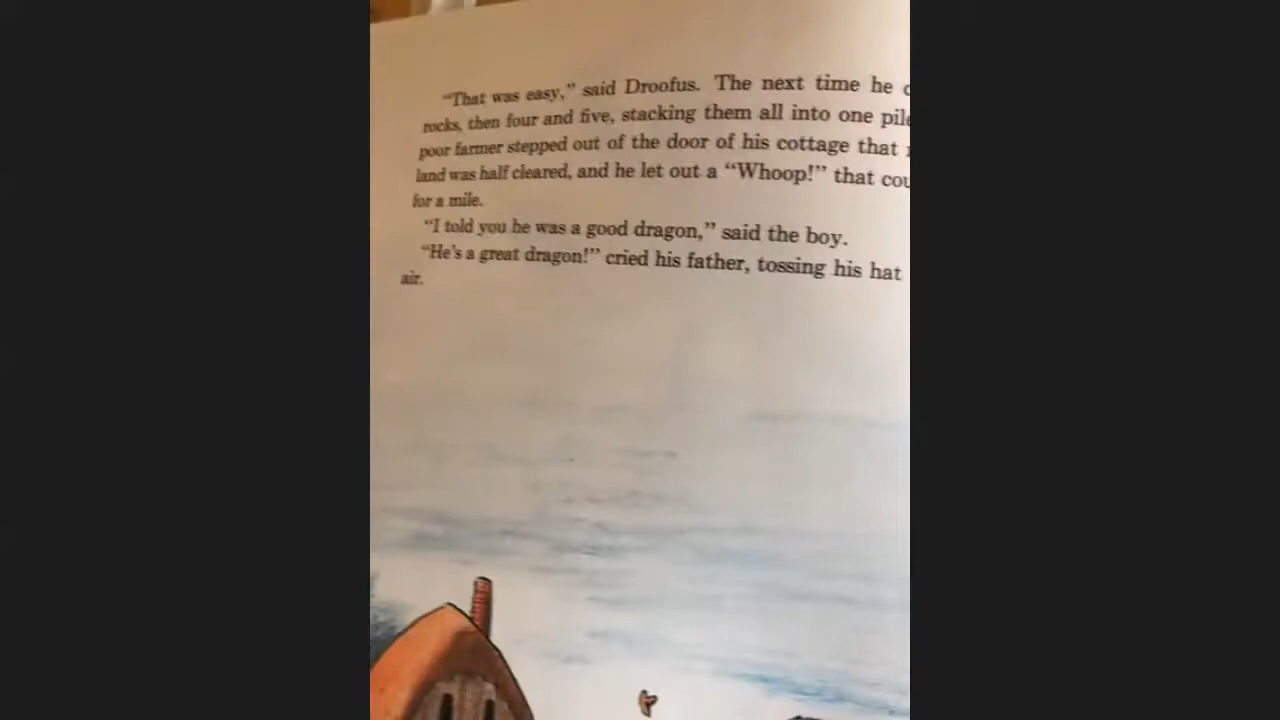 “That was easy,” said Droofus. The next time he
rocks, then four and five, stacking them all into one
poor farmer stepped out of the door of his cottage that
land was half cleared, and he let out a “Whoop!” that
for a mile.
“I told you he was a good dragon,” said the boy.
“He’s a great dragon!” cried his father, tossing his hat
air.